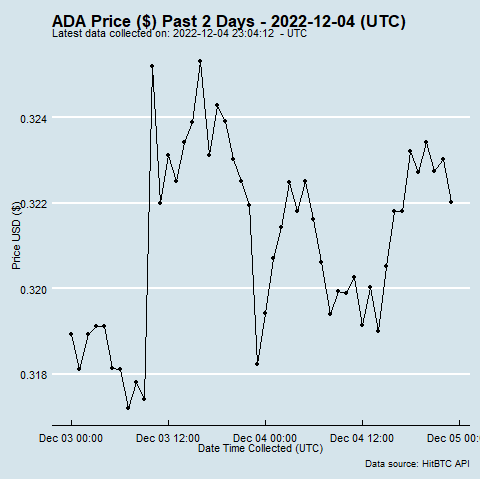 ADA Price ($) Past 2 Days - 2022-12-04 (UTC)
Latest data collected on: 2022-12-04 23:04:12  - UTC
0.324
0.322
0.320
0.318
Price USD ($)
Dec 03 00:00
Dec 03 12:00
Dec 04 00:00
Dec 04 12:00
Dec 05 00:0
Date Time Collected (UTC)
Data source: HitBTC API